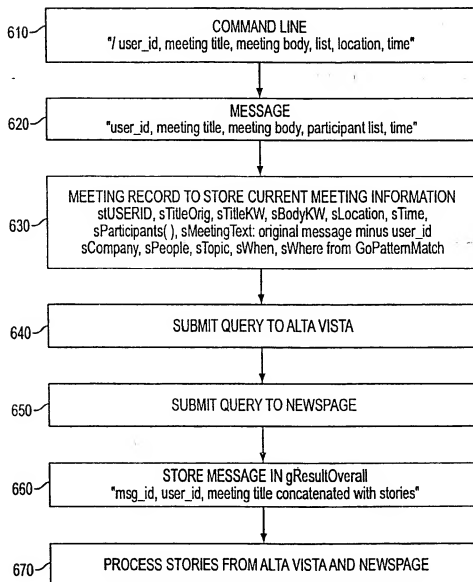 610
COMMAND LINE
"/ user_id, meeting title, meeting body, list, location, time"
620
MESSAGE
"user_id, meeting title, meeting body, participant list, time"
630
MEETING RECORD TO STORE CURRENT MEETING INFORMATION
stUSERID, sTitleOrig, sTitleKW, sBodyKW, sLocation, sTime,
sParticipants( ), sMeetingText: original message minus user_id
sCompany, sPeople, sTopic, sWhen, sWhere from GoPatternMatch
640
SUBMIT QUERY TO ALTA VISTA
650
SUBMIT QUERY TO NEWSPAGE
660
STORE MESSAGE IN gResultOverall
"msg_id, user_id, meeting title concatenated with stories"
670
PROCESS STORIES FROM ALTA VISTA AND NEWSPAGE